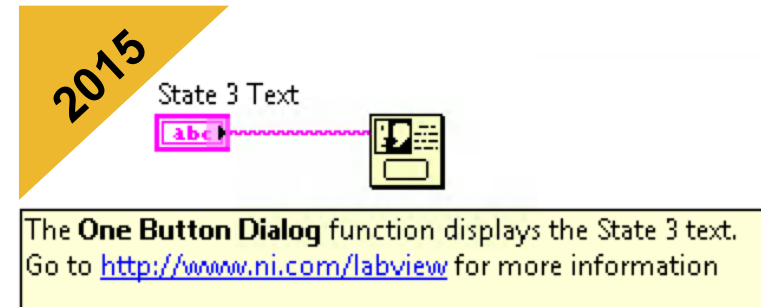 2015
State 3 Text
abc
The One Button Dialog function displays the State 3 text.
Go to http://www.ni.com/labview for more information